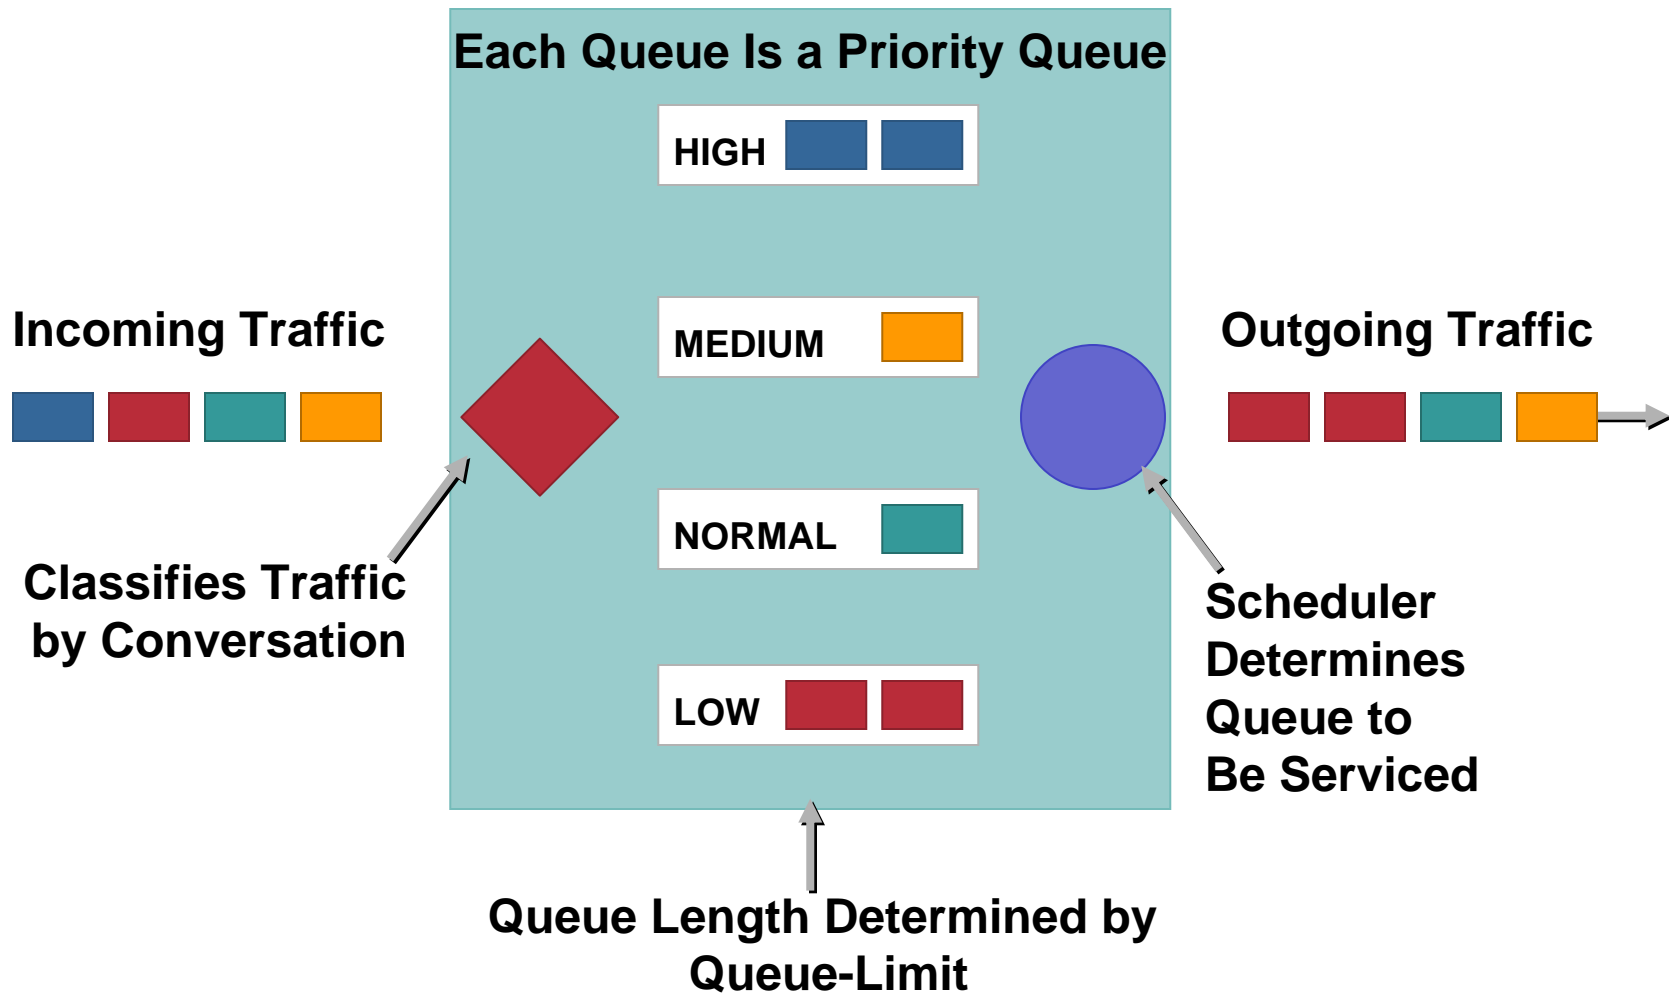 Each Queue Is a Priority Queue
HIGH
MEDIUM
NORMAL
LOW
Incoming Traffic
Classifies Traffic
by Conversation
Outgoing Traffic
Scheduler
Determines
Queue to
Be Serviced
Queue Length Determined by
Queue-Limit